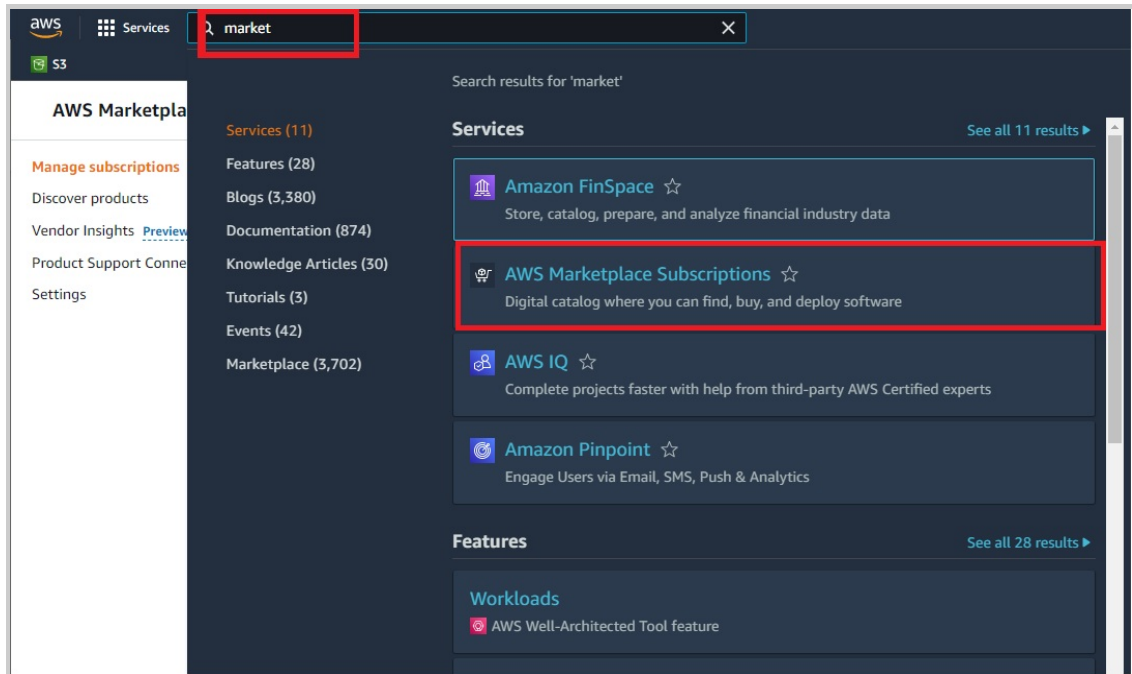 aws
Services
market
S3
Search results for 'market'
AWS Marketpla
Manage subscriptions
Discover products
Vendor Insights Preview
Product Support Conne
Settings
Services (11)
Features (28)
Blogs (3,380)
Documentation (874)
Knowledge Articles (30)
Tutorials (3)
Events (42)
Marketplace (3,702)
Services
See all 11 results
Amazon FinSpace
Store, catalog, prepare, and analyze financial industry data
AWS Marketplace Subscriptions
Digital catalog where you can find, buy, and deploy software
AWS IQ
Complete projects faster with help from third-party AWS Certified experts
Amazon Pinpoint
Engage Users via Email, SMS, Push & Analytics
Features
See all 28 results
Workloads
AWS Well-Architected Tool feature